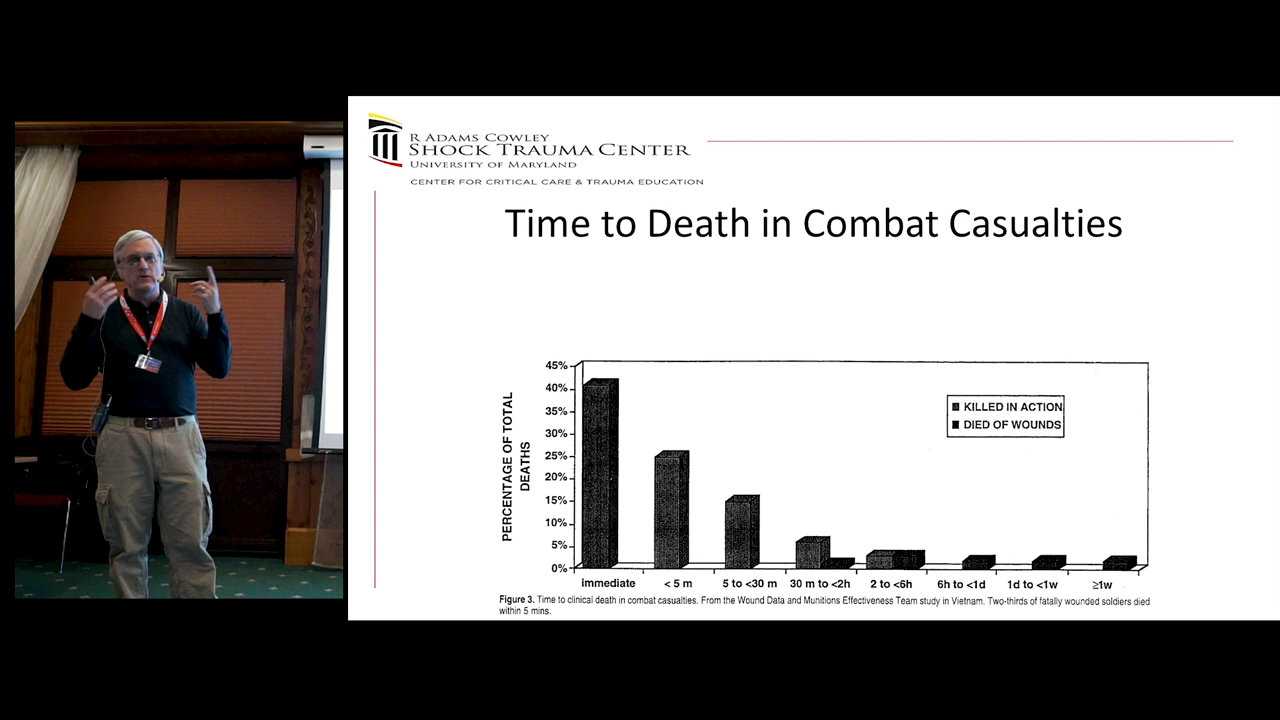 R ADAMS COWLEY
SHOCK TRAUMA CENTER
UNIVERSITY OF MARYLAND
CENTER FOR CRITICAL CARE & TRAUMA EDUCATION
Time to Death in Combat Casualties
PERCENTAGE OF TOTAL
DEATHS
45%
40%
35%
30%
25%
20%
15%
10%
5%
0%
KILLED IN ACTION
DIED OF WOUNDS
immediate < 5 m 5 to <30 m 30 m to <2h 2 to <6h 6h to <1d 1d to <1w ≥1w
Figure 3. Time to clinical death in combat casualties. From the Wound Data and Munitions Effectiveness Team study in Vietnam. Two-thirds of fatally wounded soldiers died
within 5 mins.